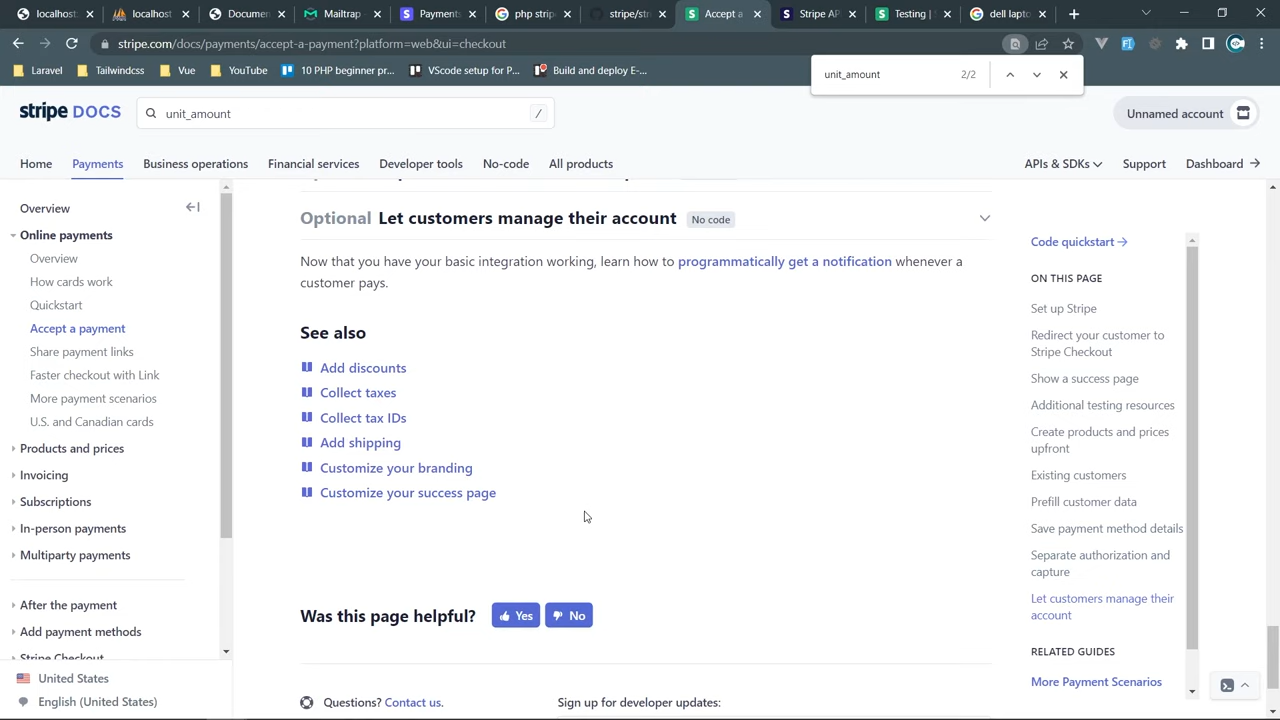 localhost:
localhost
Documen
Mailtrap
Payments
php strip
stripe/str
Accept a
Stripe AP
Testing | S
dell lapto
stripe.com/docs/payments/accept-a-payment?platform=web&ui=checkout
Laravel
Tailwindcss
Vue
YouTube
10 PHP beginner pr...
VScode setup for P...
Build and deploy E-...
unit_amount
2/2
stripe DOCS
unit_amount
/
Unnamed account
Home
Payments
Business operations
Financial services
Developer tools
No-code
All products
APIs & SDKs
Support
Dashboard
Overview
Online payments
Overview
How cards work
Quickstart
Accept a payment
Share payment links
Faster checkout with Link
More payment scenarios
U.S. and Canadian cards
Products and prices
Invoicing
Subscriptions
In-person payments
Multiparty payments
After the payment
Add payment methods
Stripe Checkout
United States
English (United States)
Optional Let customers manage their account No code
Now that you have your basic integration working, learn how to programmatically get a notification whenever a
customer pays.
See also
Add discounts
Collect taxes
Collect tax IDs
Add shipping
Customize your branding
Customize your success page
Was this page helpful?
Yes
No
Questions? Contact us.
Sign up for developer updates:
Code quickstart
ON THIS PAGE
Set up Stripe
Redirect your customer to
Stripe Checkout
Show a success page
Additional testing resources
Create products and prices
upfront
Existing customers
Prefill customer data
Save payment method details
Separate authorization and
capture
Let customers manage their
account
RELATED GUIDES
More Payment Scenarios